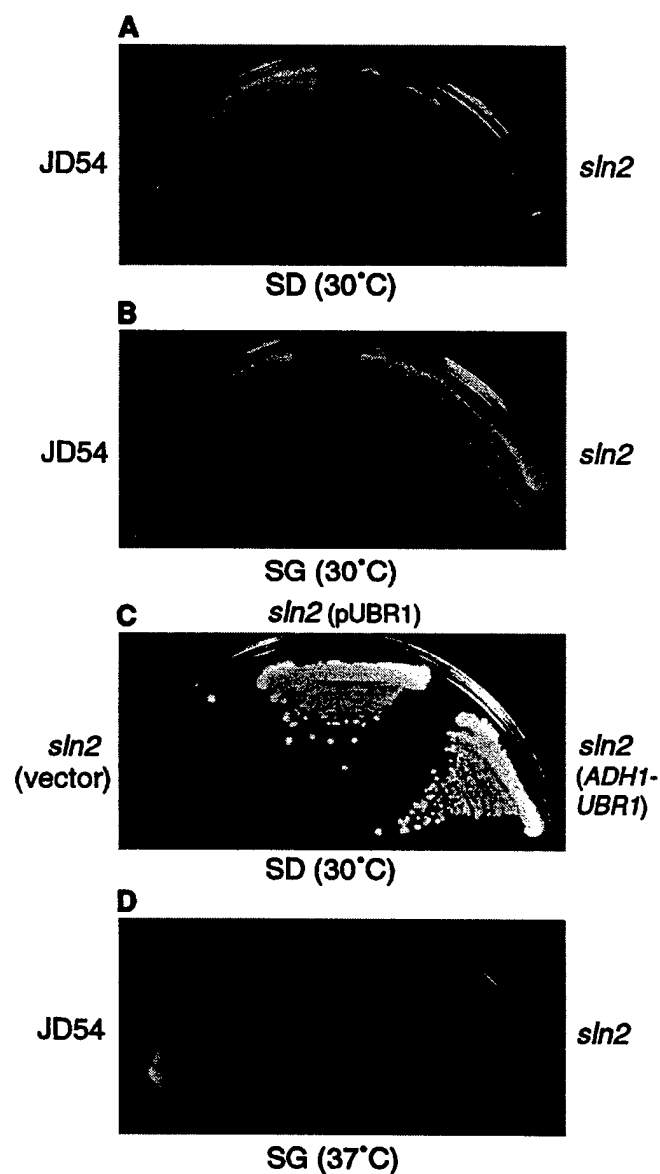 A
JD54
sln2
SD (30°C)
B
JD54
sln2
SG (30°C)
C
sln2 (pUBR1)
sln2
(vector)
sln2
(ADH1-
UBR1)
SD (30°C)
D
JD54
sln2
SG (37°C)